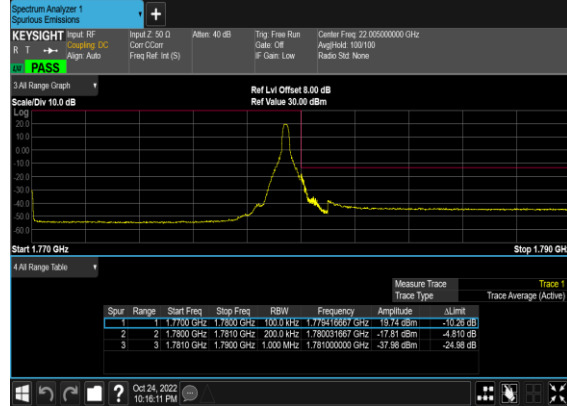 Spectrum Analyzer 1
Spurious Emissions
+
KEYSIGHT Input: RF Input Z: 50 Ω Atten: 40 dB Trig: Free Run Center Freq: 22.005000000 GHz
R T Coupling: DC Corr CCorr Gate: Off Avg|Hold: 100/100
Align: Auto Freq Ref: Int (S) IF Gain: Low Radio Std: None
LW PASS
3 All Range Graph
Ref Lvl Offset 8.00 dB
Scale/Div 10.0 dB Ref Value 30.00 dBm
Log
20.0
10.0
0.00
-10.0
-20.0
-30.0
-40.0
-50.0
-60.0
Start 1.770 GHz Stop 1.790 GH
4 All Range Table
Measure Trace Trace 1
Trace Type Trace Average (Active)
Spur Range Start Freq Stop Freq RBW Frequency Amplitude ΔLimit
1 1 1.7700 GHz 1.7800 GHz 100.0 kHz 1.779416667 GHz 19.74 dBm -10.26 dB
2 2 1.7800 GHz 1.7810 GHz 200.0 kHz 1.780031667 GHz -17.81 dBm -4.810 dB
3 3 1.7810 GHz 1.7900 GHz 1.000 MHz 1.781000000 GHz -37.98 dBm -24.98 dB
? Oct 24, 2022
10:16:11 PM